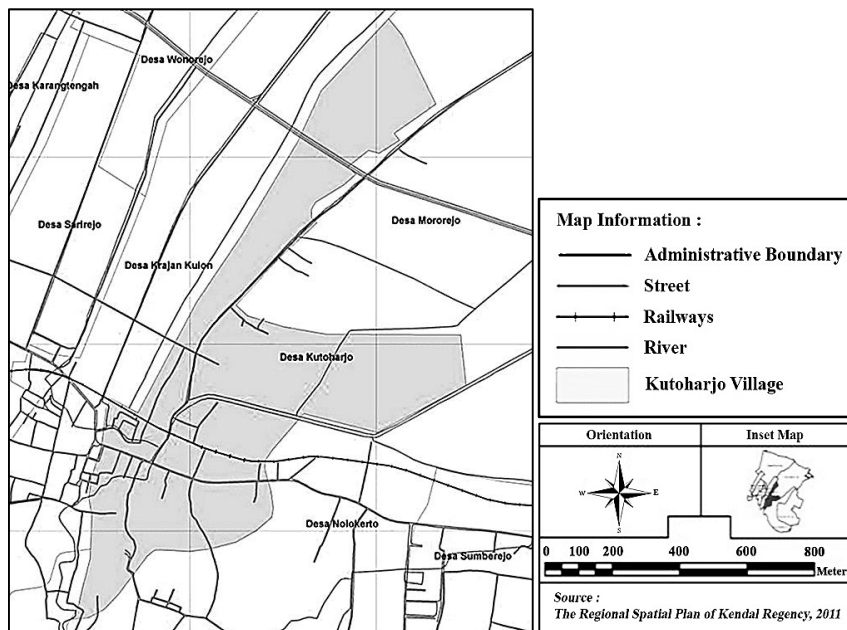 Desa Wonorejo
Desa Karangtengah
Desa Sarirejo
Desa Mororejo
Desa Krajan Kulon
Desa Kutoharjo
Desa Nolokerto
Desa Sumberejo
Map Information :
Administrative Boundary
Street
Railways
River
Kutoharjo Village
Orientation
Inset Map
N
W E
S
0 100 200 400 600 800
Meter
Source :
The Regional Spatial Plan of Kendal Regency, 2011